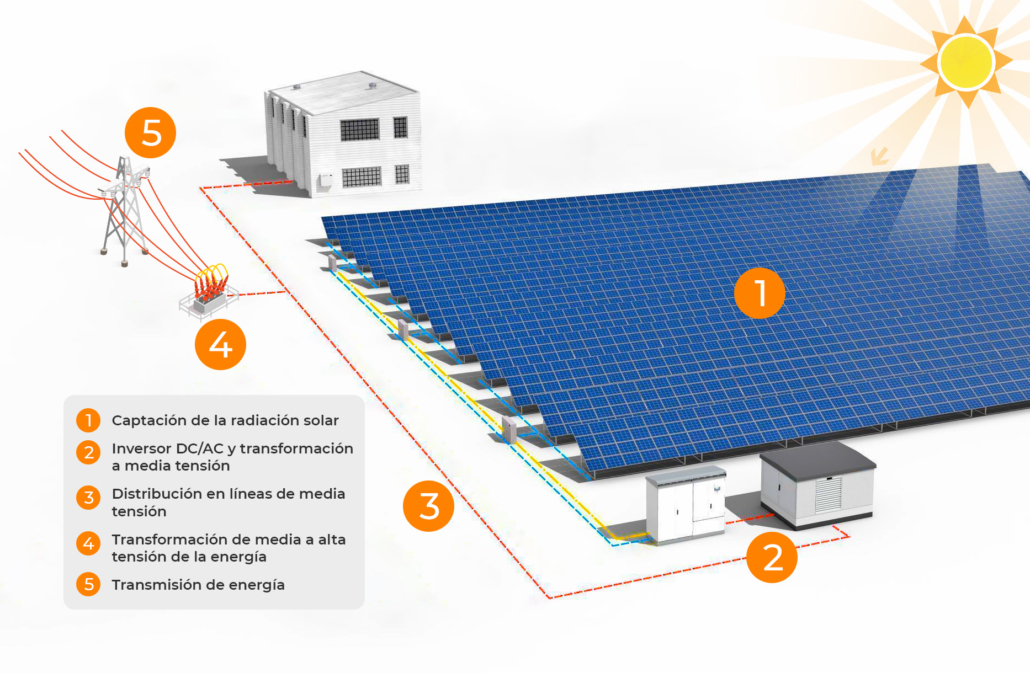 5
1
4
3
2
1 Captación de la radiación solar
2 Inversor DC/AC y transformación
a media tensión
3 Distribución en líneas de media
tensión
4 Transformación de media a alta
tensión de la energía
5 Transmisión de energía